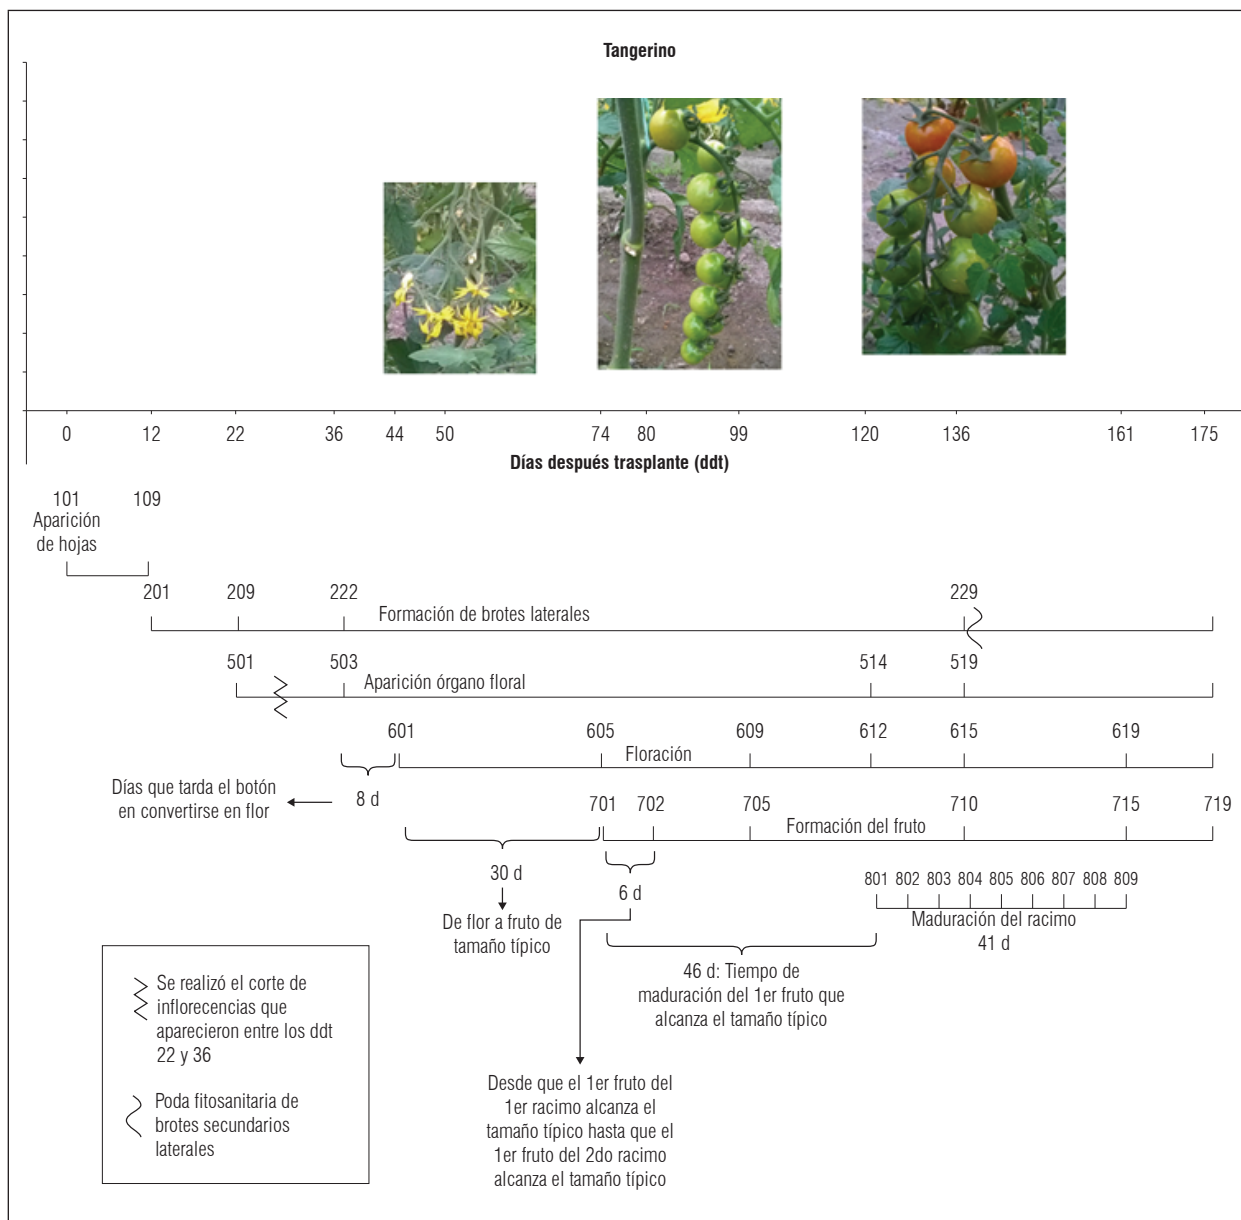 Tangerino
0 12 22 36 44 50 74 80 99 120 136 161 175
Días después trasplante (ddt)
101 109
Aparición
de hojas
201 209 222 229
Formación de brotes laterales
501 503 514 519
Aparición órgano floral
601 605 609 612 615 619
Floración
Días que tarda el botón
en convertirse en flor
8 d
701 702 705 710 715 719
Formación del fruto
30 d
De flor a fruto de
tamaño típico
6 d
801 802 803 804 805 806 807 808 809
Maduración del racimo
41 d
46 d: Tiempo de
maduración del 1er fruto que
alcanza el tamaño típico
Desde que el 1er fruto del
1er racimo alcanza el
tamaño típico hasta que el
1er fruto del 2do racimo
alcanza el tamaño típico
Se realizó el corte de
inflorecencias que
aparecieron entre los ddt
22 y 36
Poda fitosanitaria de
brotes secundarios
laterales